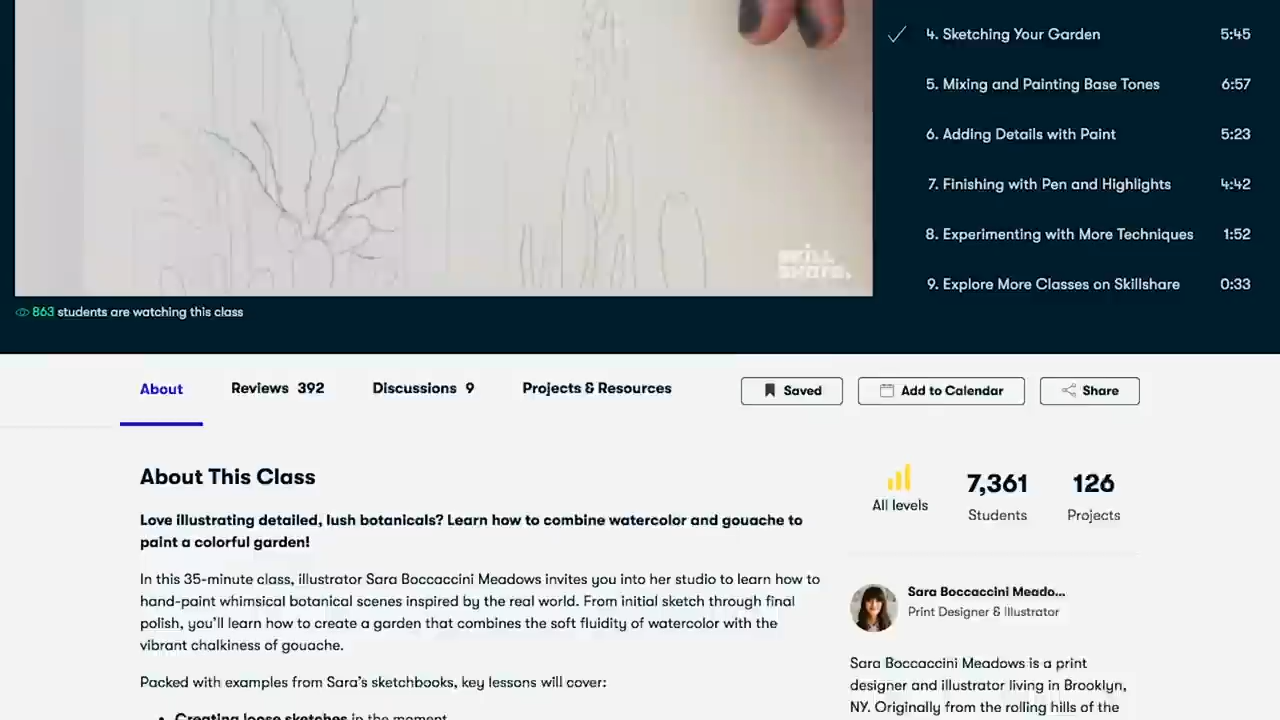 4. Sketching Your Garden 5:45
5. Mixing and Painting Base Tones 6:57
6. Adding Details with Paint 5:23
7. Finishing with Pen and Highlights 4:42
8. Experimenting with More Techniques 1:52
9. Explore More Classes on Skillshare 0:33
SKILL
SHARE.
863 students are watching this class
About Reviews 392 Discussions 9 Projects & Resources Saved Add to Calendar Share
About This Class
Love illustrating detailed, lush botanicals? Learn how to combine watercolor and gouache to
paint a colorful garden!
In this 35-minute class, illustrator Sara Boccaccini Meadows invites you into her studio to learn how to
hand-paint whimsical botanical scenes inspired by the real world. From initial sketch through final
polish, you'll learn how to create a garden that combines the soft fluidity of watercolor with the
vibrant chalkiness of gouache.
Packed with examples from Sara's sketchbooks, key lessons will cover:
• Creating loose sketches in the moment
All levels
7,361
Students
126
Projects
Sara Boccaccini Meado...
Print Designer & Illustrator
Sara Boccaccini Meadows is a print
designer and illustrator living in Brooklyn,
NY. Originally from the rolling hills of the